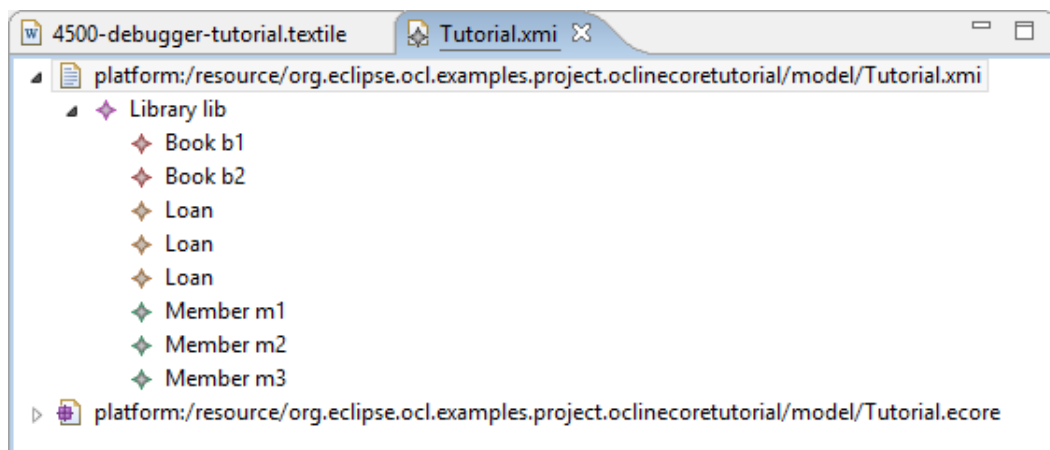 4500-debugger-tutorial.textile Tutorial.xmi
platform:/resource/org.eclipse.ocl.examples.project.oclinecoretutorial/model/Tutorial.xmi
Library lib
Book b1
Book b2
Loan
Loan
Loan
Member m1
Member m2
Member m3
platform:/resource/org.eclipse.ocl.examples.project.oclinecoretutorial/model/Tutorial.ecore